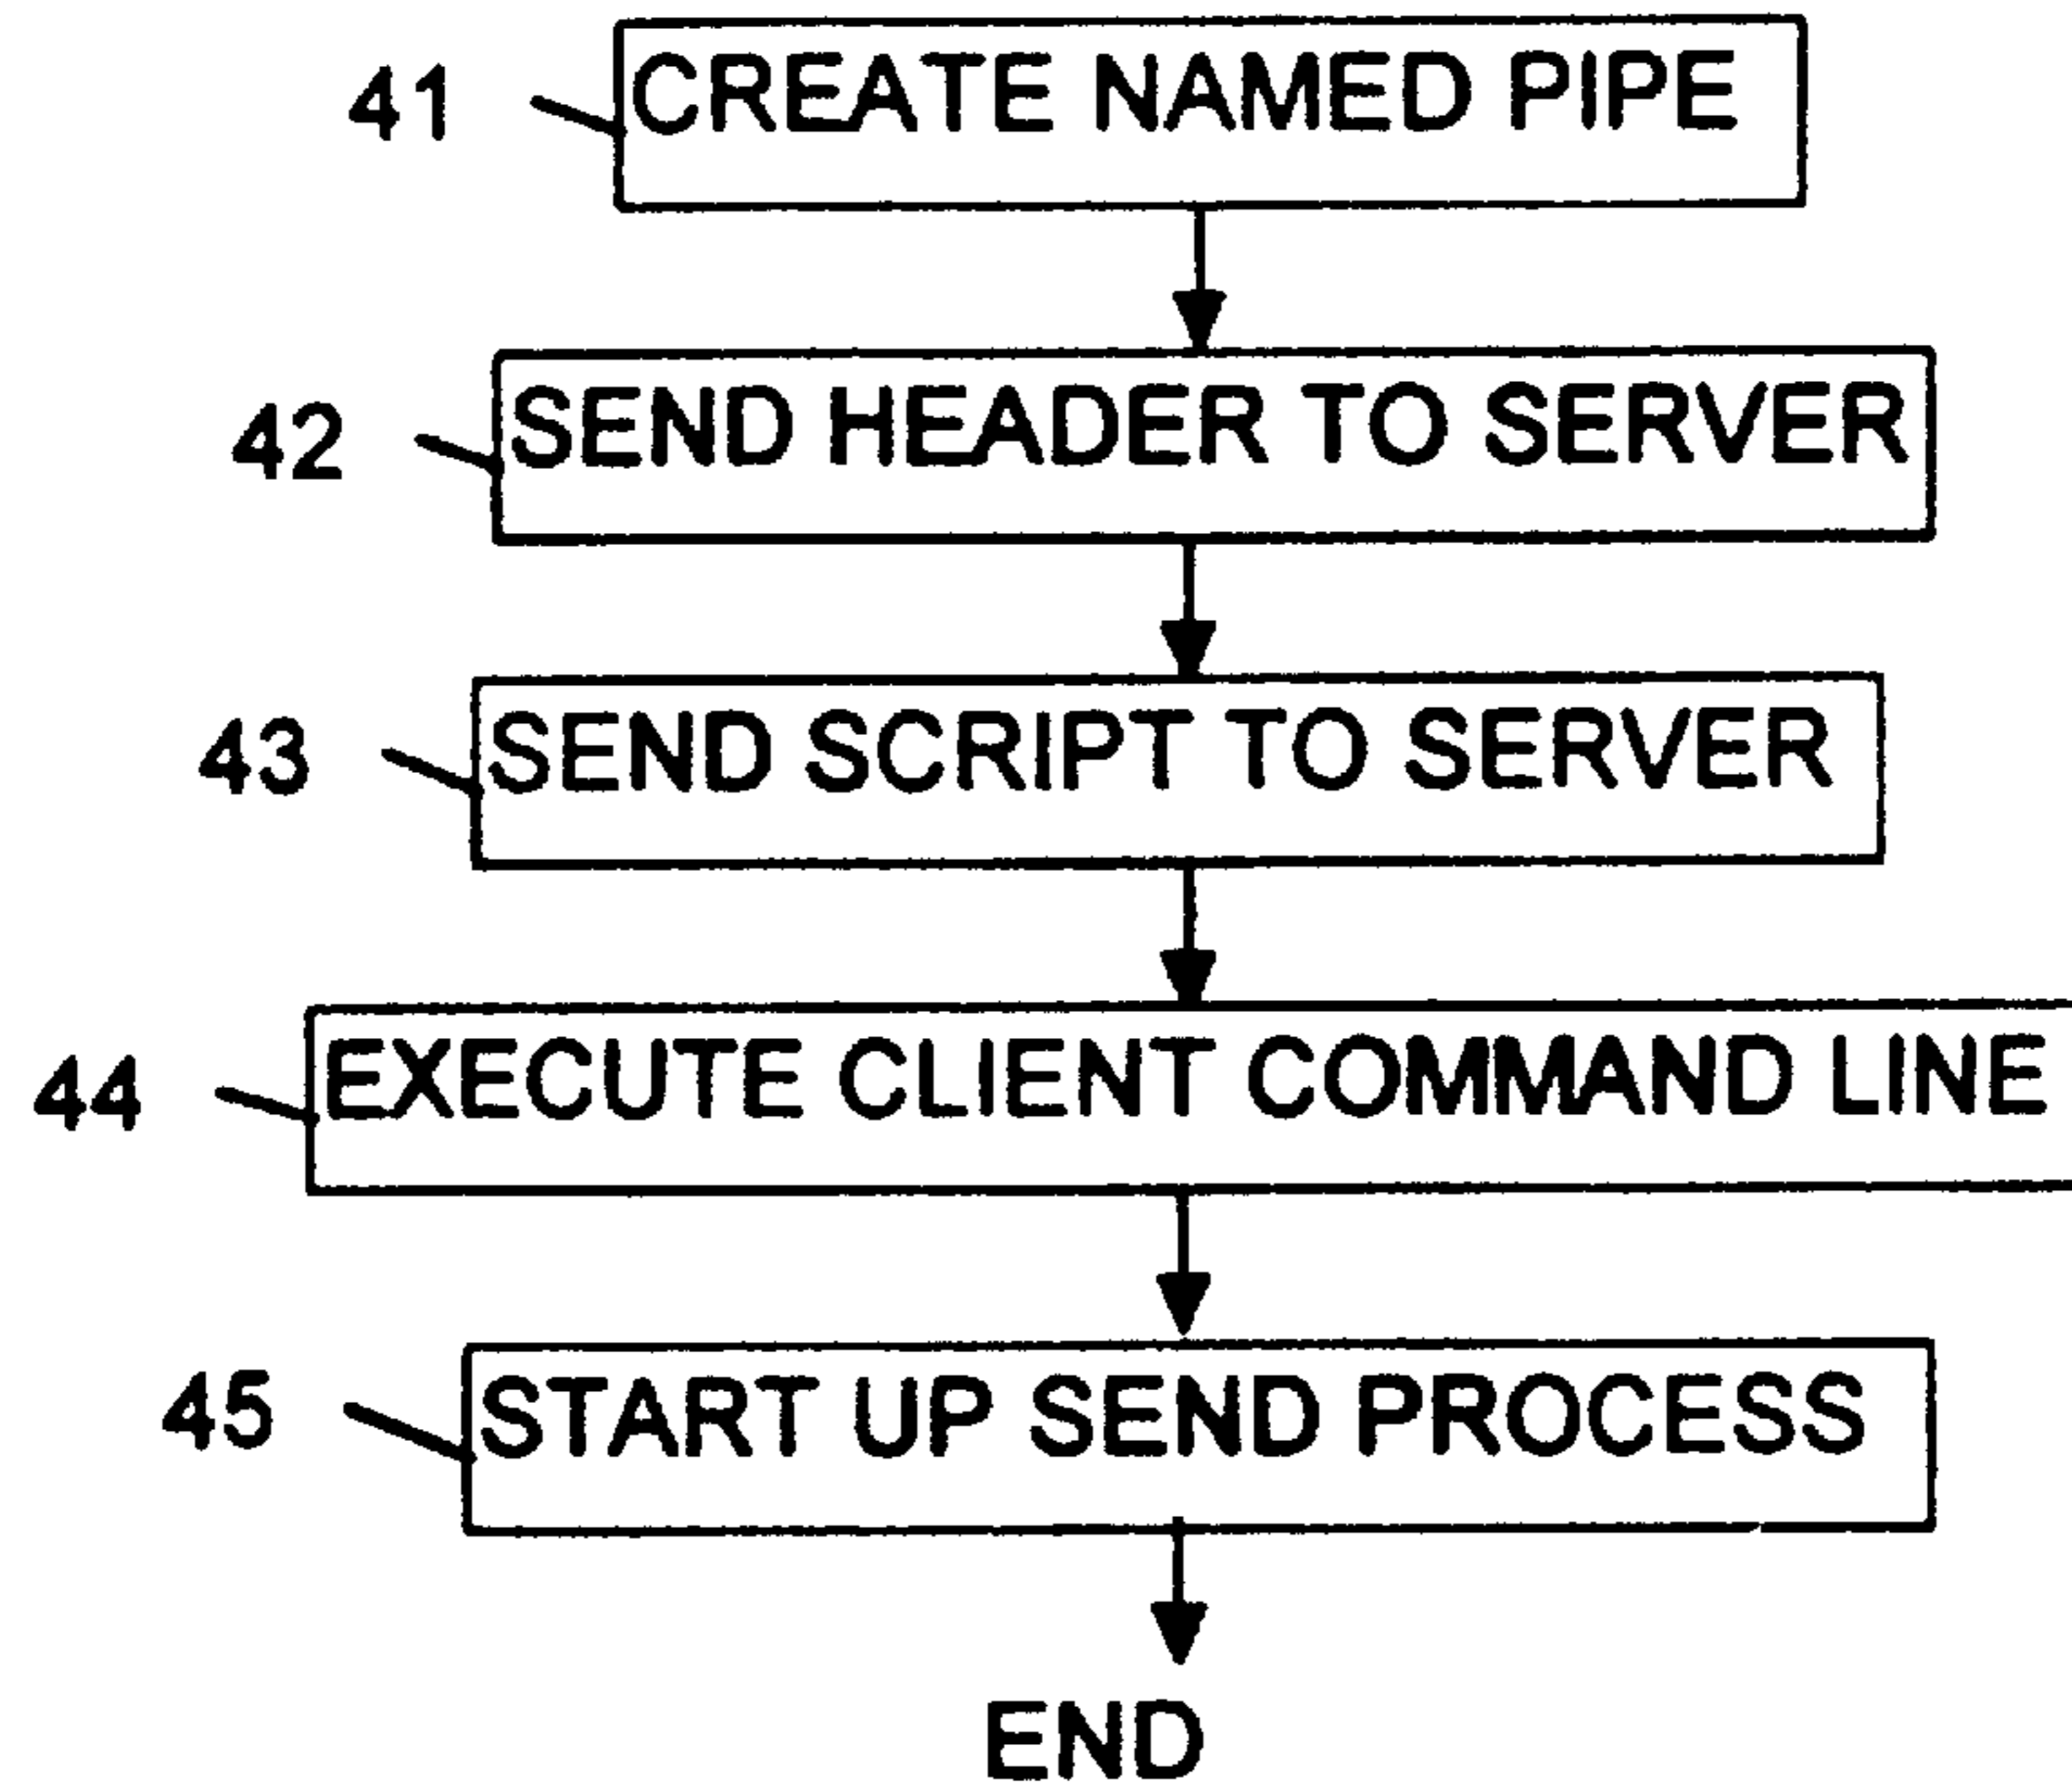 41 CREATE NAMED PIPE
42 SEND HEADER TO SERVER
43 SEND SCRIPT TO SERVER
44 EXECUTE CLIENT COMMAND LINE
45 START UP SEND PROCESS
END